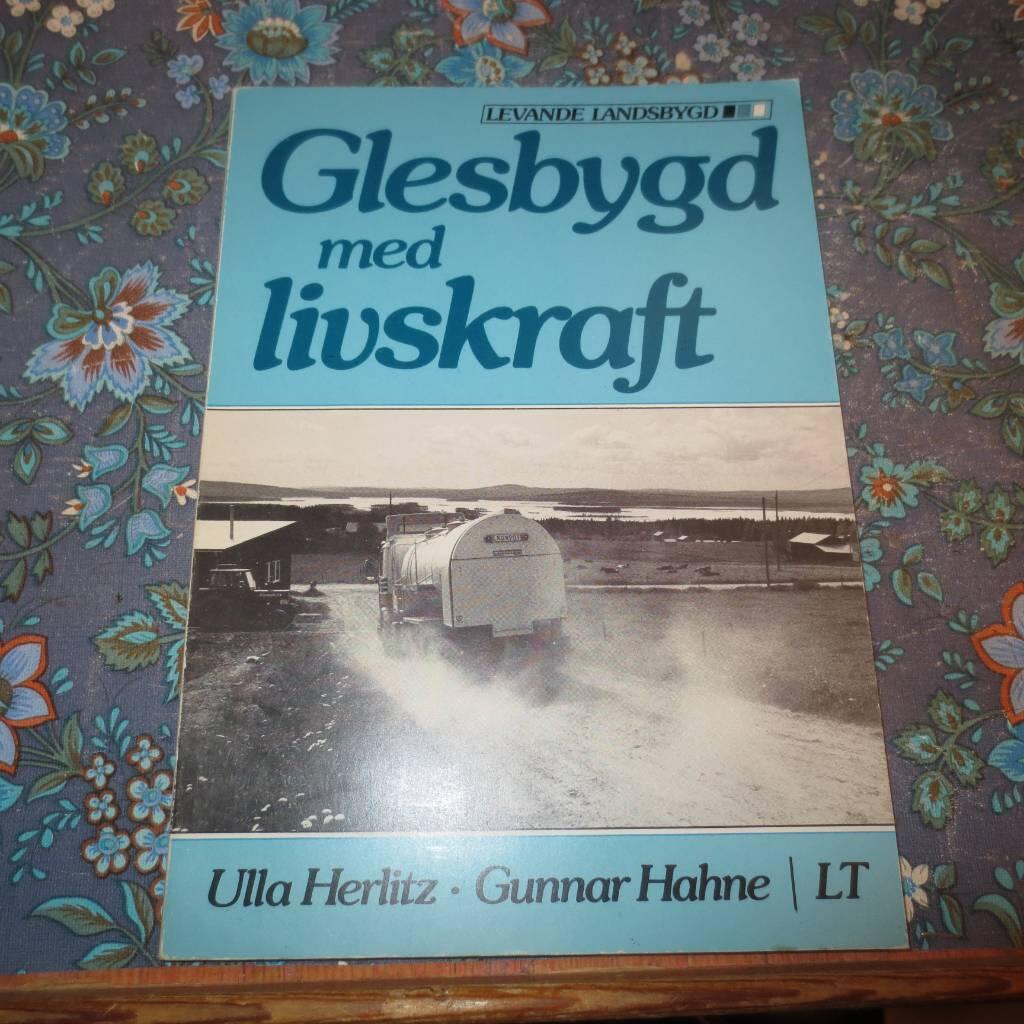 LEVANDE LANDSBYGD
Glesbygd
med
livskraft
Ulla Herlitz · Gunnar Hahne | LT